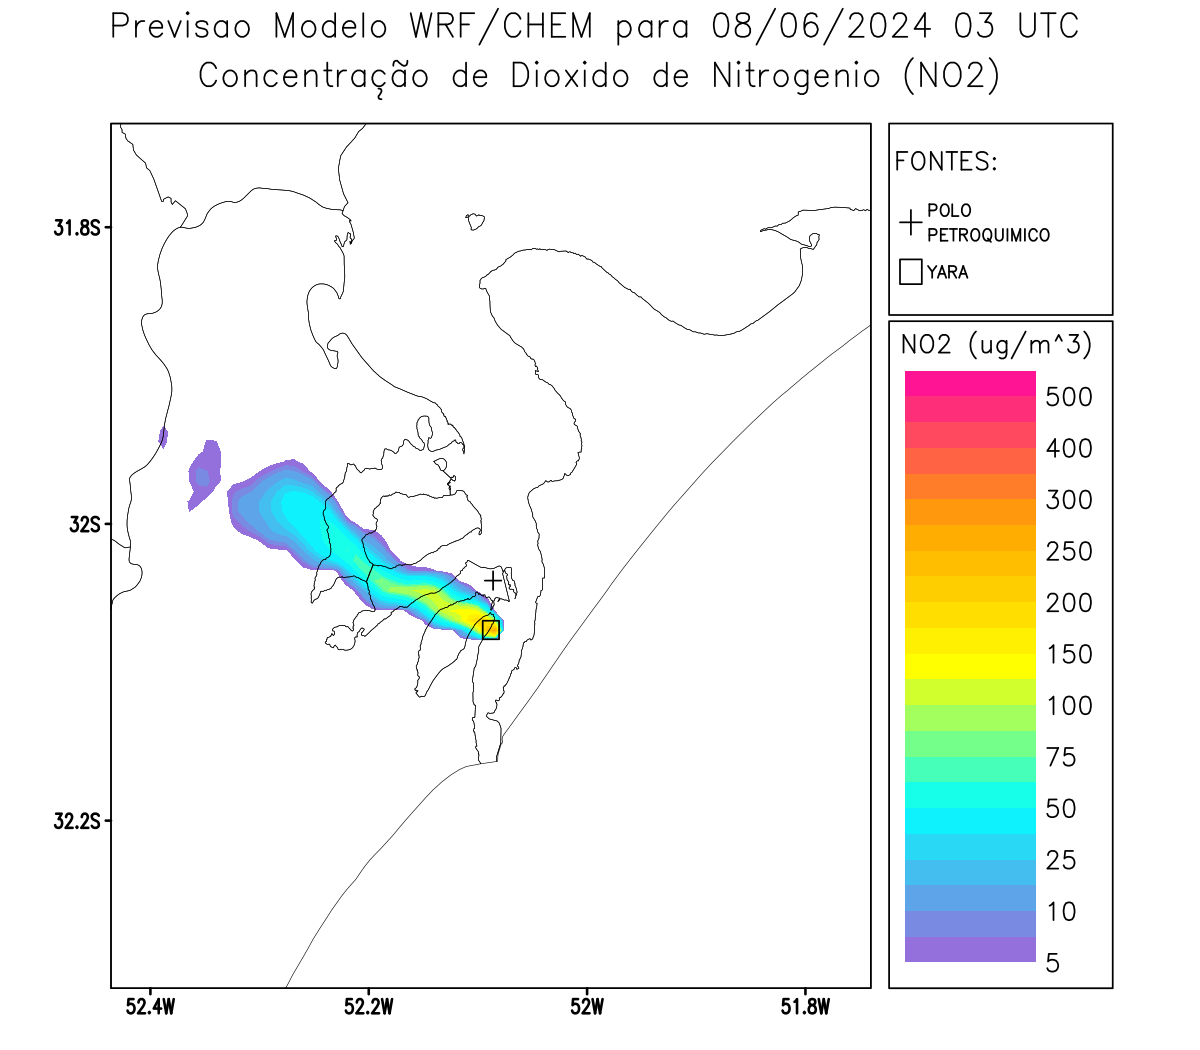 Previsao Modelo WRF/CHEM para 08/06/2024 03 UTC
Concentração de Dioxido de Nitrogenio (NO2)
FONTES:
POLO
PETROQUIMICO
YARA
NO2 (ug/m^3)
500
400
300
250
200
150
100
75
50
25
10
5
31.8S
32S
32.2S
52.4W
52.2W
52W
51.8W